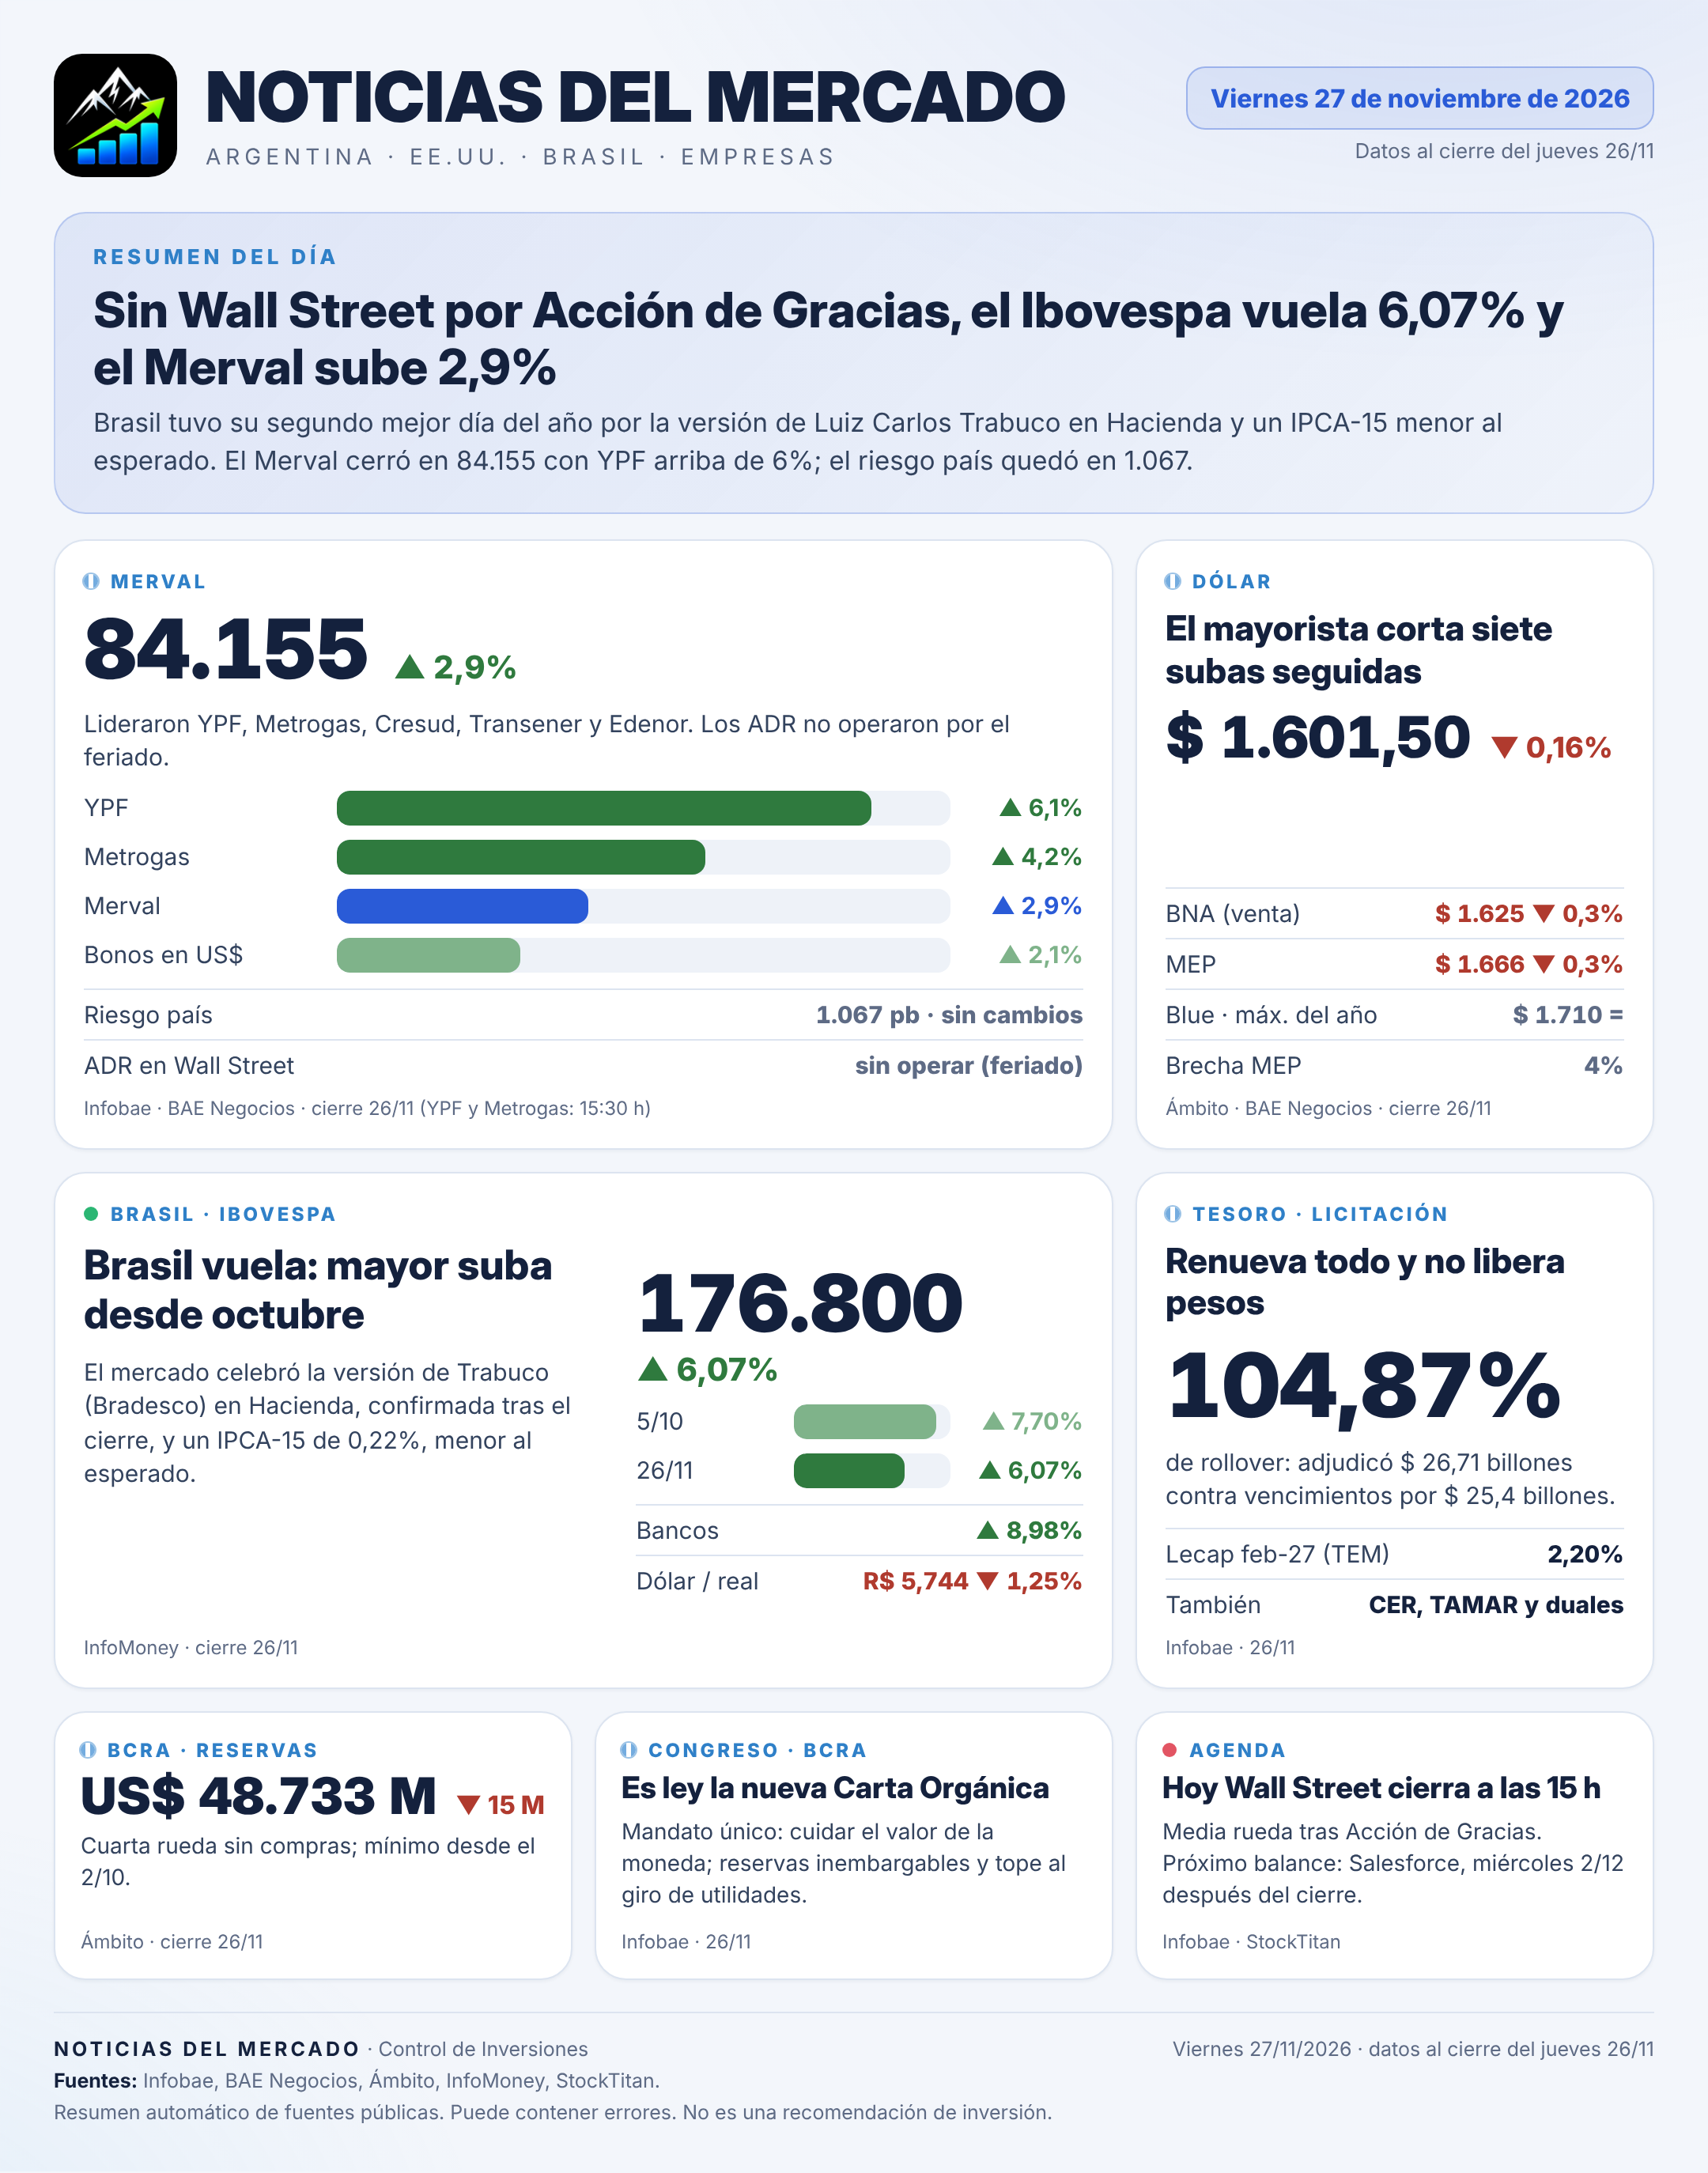 NOTICIAS DEL MERCADO
ARGENTINA · EE.UU. · BRASIL · EMPRESAS
Viernes 27 de noviembre de 2026
Datos al cierre del jueves 26/11
RESUMEN DEL DÍA
Sin Wall Street por Acción de Gracias, el Ibovespa vuela 6,07% y
el Merval sube 2,9%
Brasil tuvo su segundo mejor día del año por la versión de Luiz Carlos Trabuco en Hacienda y un IPCA-15 menor al
esperado. El Merval cerró en 84.155 con YPF arriba de 6%; el riesgo país quedó en 1.067.
MERVAL
84.155 ▲ 2,9%
Lideraron YPF, Metrogas, Cresud, Transener y Edenor. Los ADR no operaron por el
feriado.
YPF ▲ 6,1%
Metrogas ▲ 4,2%
Merval ▲ 2,9%
Bonos en US$ ▲ 2,1%
Riesgo país 1.067 pb · sin cambios
ADR en Wall Street sin operar (feriado)
Infobae · BAE Negocios · cierre 26/11 (YPF y Metrogas: 15:30 h)
DÓLAR
El mayorista corta siete
subas seguidas
$ 1.601,50 ▼ 0,16%
BNA (venta) $ 1.625 ▼ 0,3%
MEP $ 1.666 ▼ 0,3%
Blue · máx. del año $ 1.710 =
Brecha MEP 4%
Ámbito · BAE Negocios · cierre 26/11
BRASIL · IBOVESPA
Brasil vuela: mayor suba
desde octubre
El mercado celebró la versión de Trabuco
(Bradesco) en Hacienda, confirmada tras el
cierre, y un IPCA-15 de 0,22%, menor al
esperado.
176.800
▲ 6,07%
5/10 ▲ 7,70%
26/11 ▲ 6,07%
Bancos ▲ 8,98%
Dólar / real R$ 5,744 ▼ 1,25%
InfoMoney · cierre 26/11
TESORO · LICITACIÓN
Renueva todo y no libera
pesos
104,87%
de rollover: adjudicó $ 26,71 billones
contra vencimientos por $ 25,4 billones.
Lecap feb-27 (TEM) 2,20%
También CER, TAMAR y duales
Infobae · 26/11
BCRA · RESERVAS
US$ 48.733 M ▼ 15 M
Cuarta rueda sin compras; mínimo desde el
2/10.
Ámbito · cierre 26/11
CONGRESO · BCRA
Es ley la nueva Carta Orgánica
Mandato único: cuidar el valor de la
moneda; reservas inembargables y tope al
giro de utilidades.
Infobae · 26/11
AGENDA
Hoy Wall Street cierra a las 15 h
Media rueda tras Acción de Gracias.
Próximo balance: Salesforce, miércoles 2/12
después del cierre.
Infobae · StockTitan
NOTICIAS DEL MERCADO · Control de Inversiones
Viernes 27/11/2026 · datos al cierre del jueves 26/11
Fuentes: Infobae, BAE Negocios, Ámbito, InfoMoney, StockTitan.
Resumen automático de fuentes públicas. Puede contener errores. No es una recomendación de inversión.